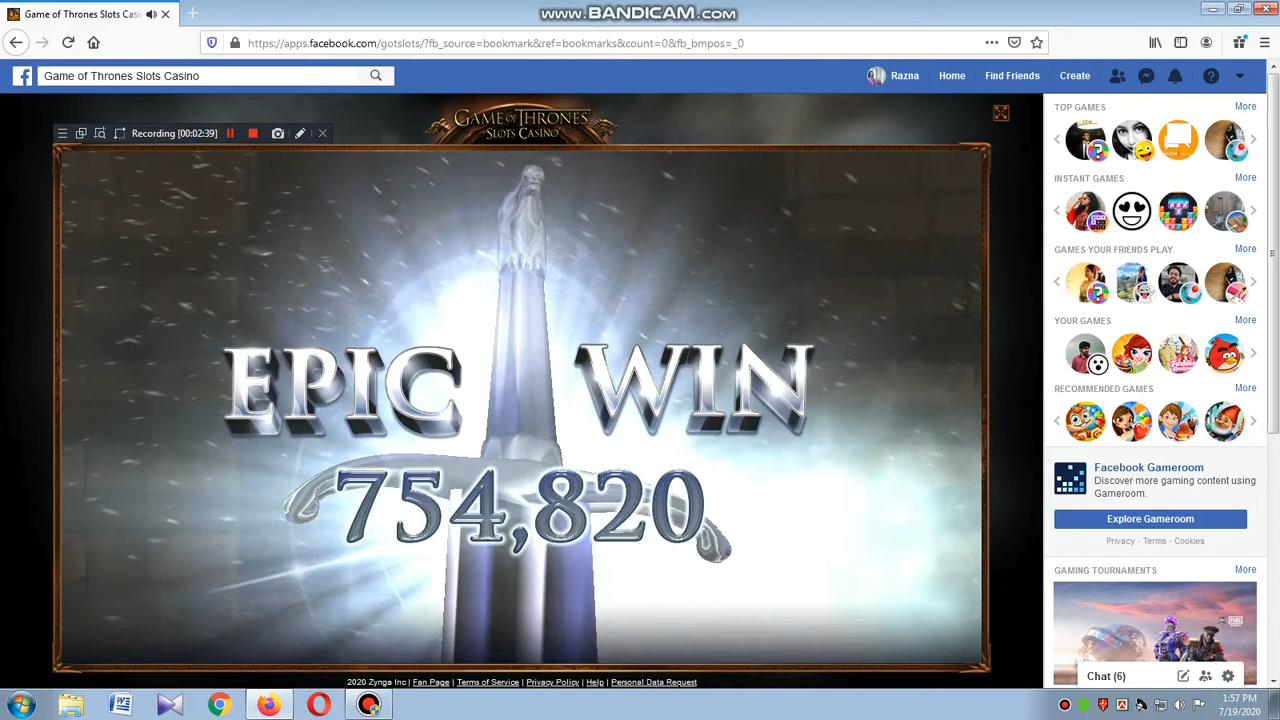 Game of Thrones Slots Casi
www.BANDICAM.com
https://apps.facebook.com/gotslots/?fb_source=bookmark&ref=bookmarks&count=0&fb_bmpos=_0
Game of Thrones Slots Casino
Razna
Home
Find Friends
Create
Recording [00:02:39]
GAME OF THRONES
SLOTS CASINO
EPIC WIN
754,820
TOP GAMES
More
INSTANT GAMES
More
GAMES YOUR FRIENDS PLAY
More
YOUR GAMES
More
RECOMMENDED GAMES
More
Facebook Gameroom
Discover more gaming content using
Gameroom.
Explore Gameroom
Privacy · Terms · Cookies
GAMING TOURNAMENTS
More
Chat (6)
2020 Zynga Inc | Fan Page | Terms of Service | Privacy Policy | Help | Personal Data Request
1:57 PM
7/19/2020